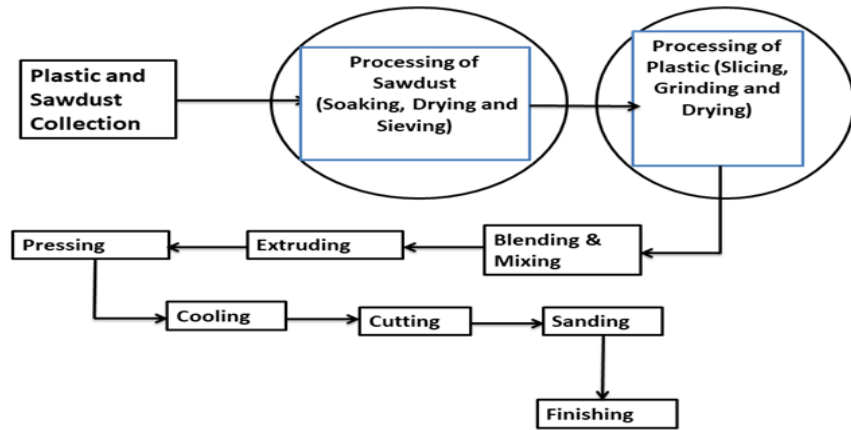 Plastic and
Sawdust
Collection
Processing of
Sawdust
(Soaking, Drying and
Sieving)
Processing of
Plastic (Slicing,
Grinding and
Drying)
Blending &
Mixing
Extruding
Pressing
Cooling
Cutting
Sanding
Finishing